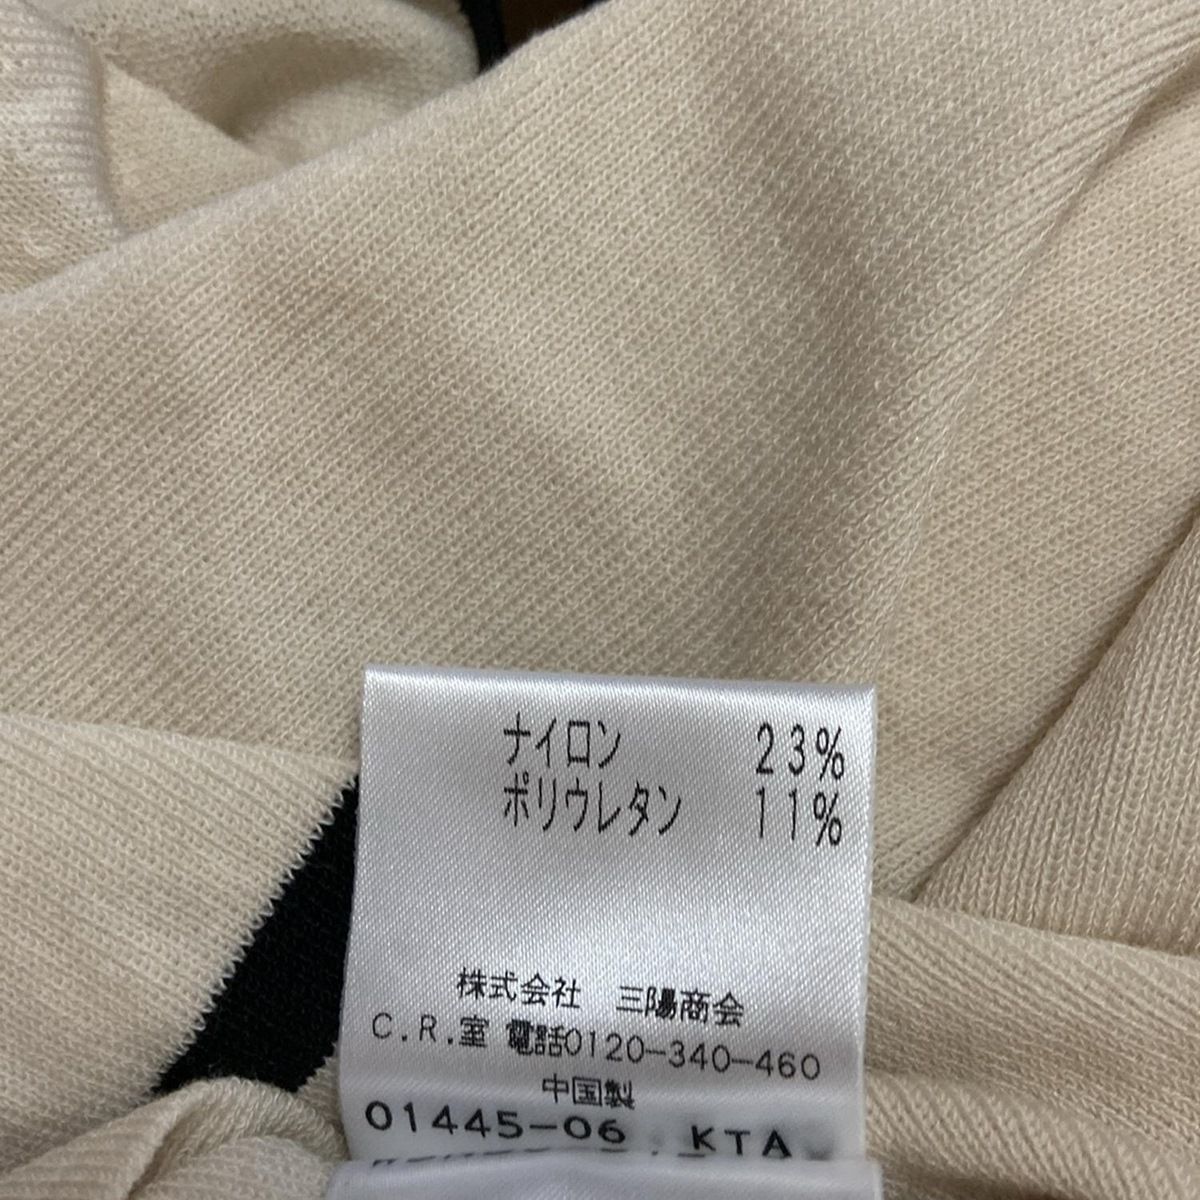 ナイロン 23%
ポリウレタン 11%
株式会社 三陽商会
C.R.室 電話0120-340-460
中国製
01445-06 KTA